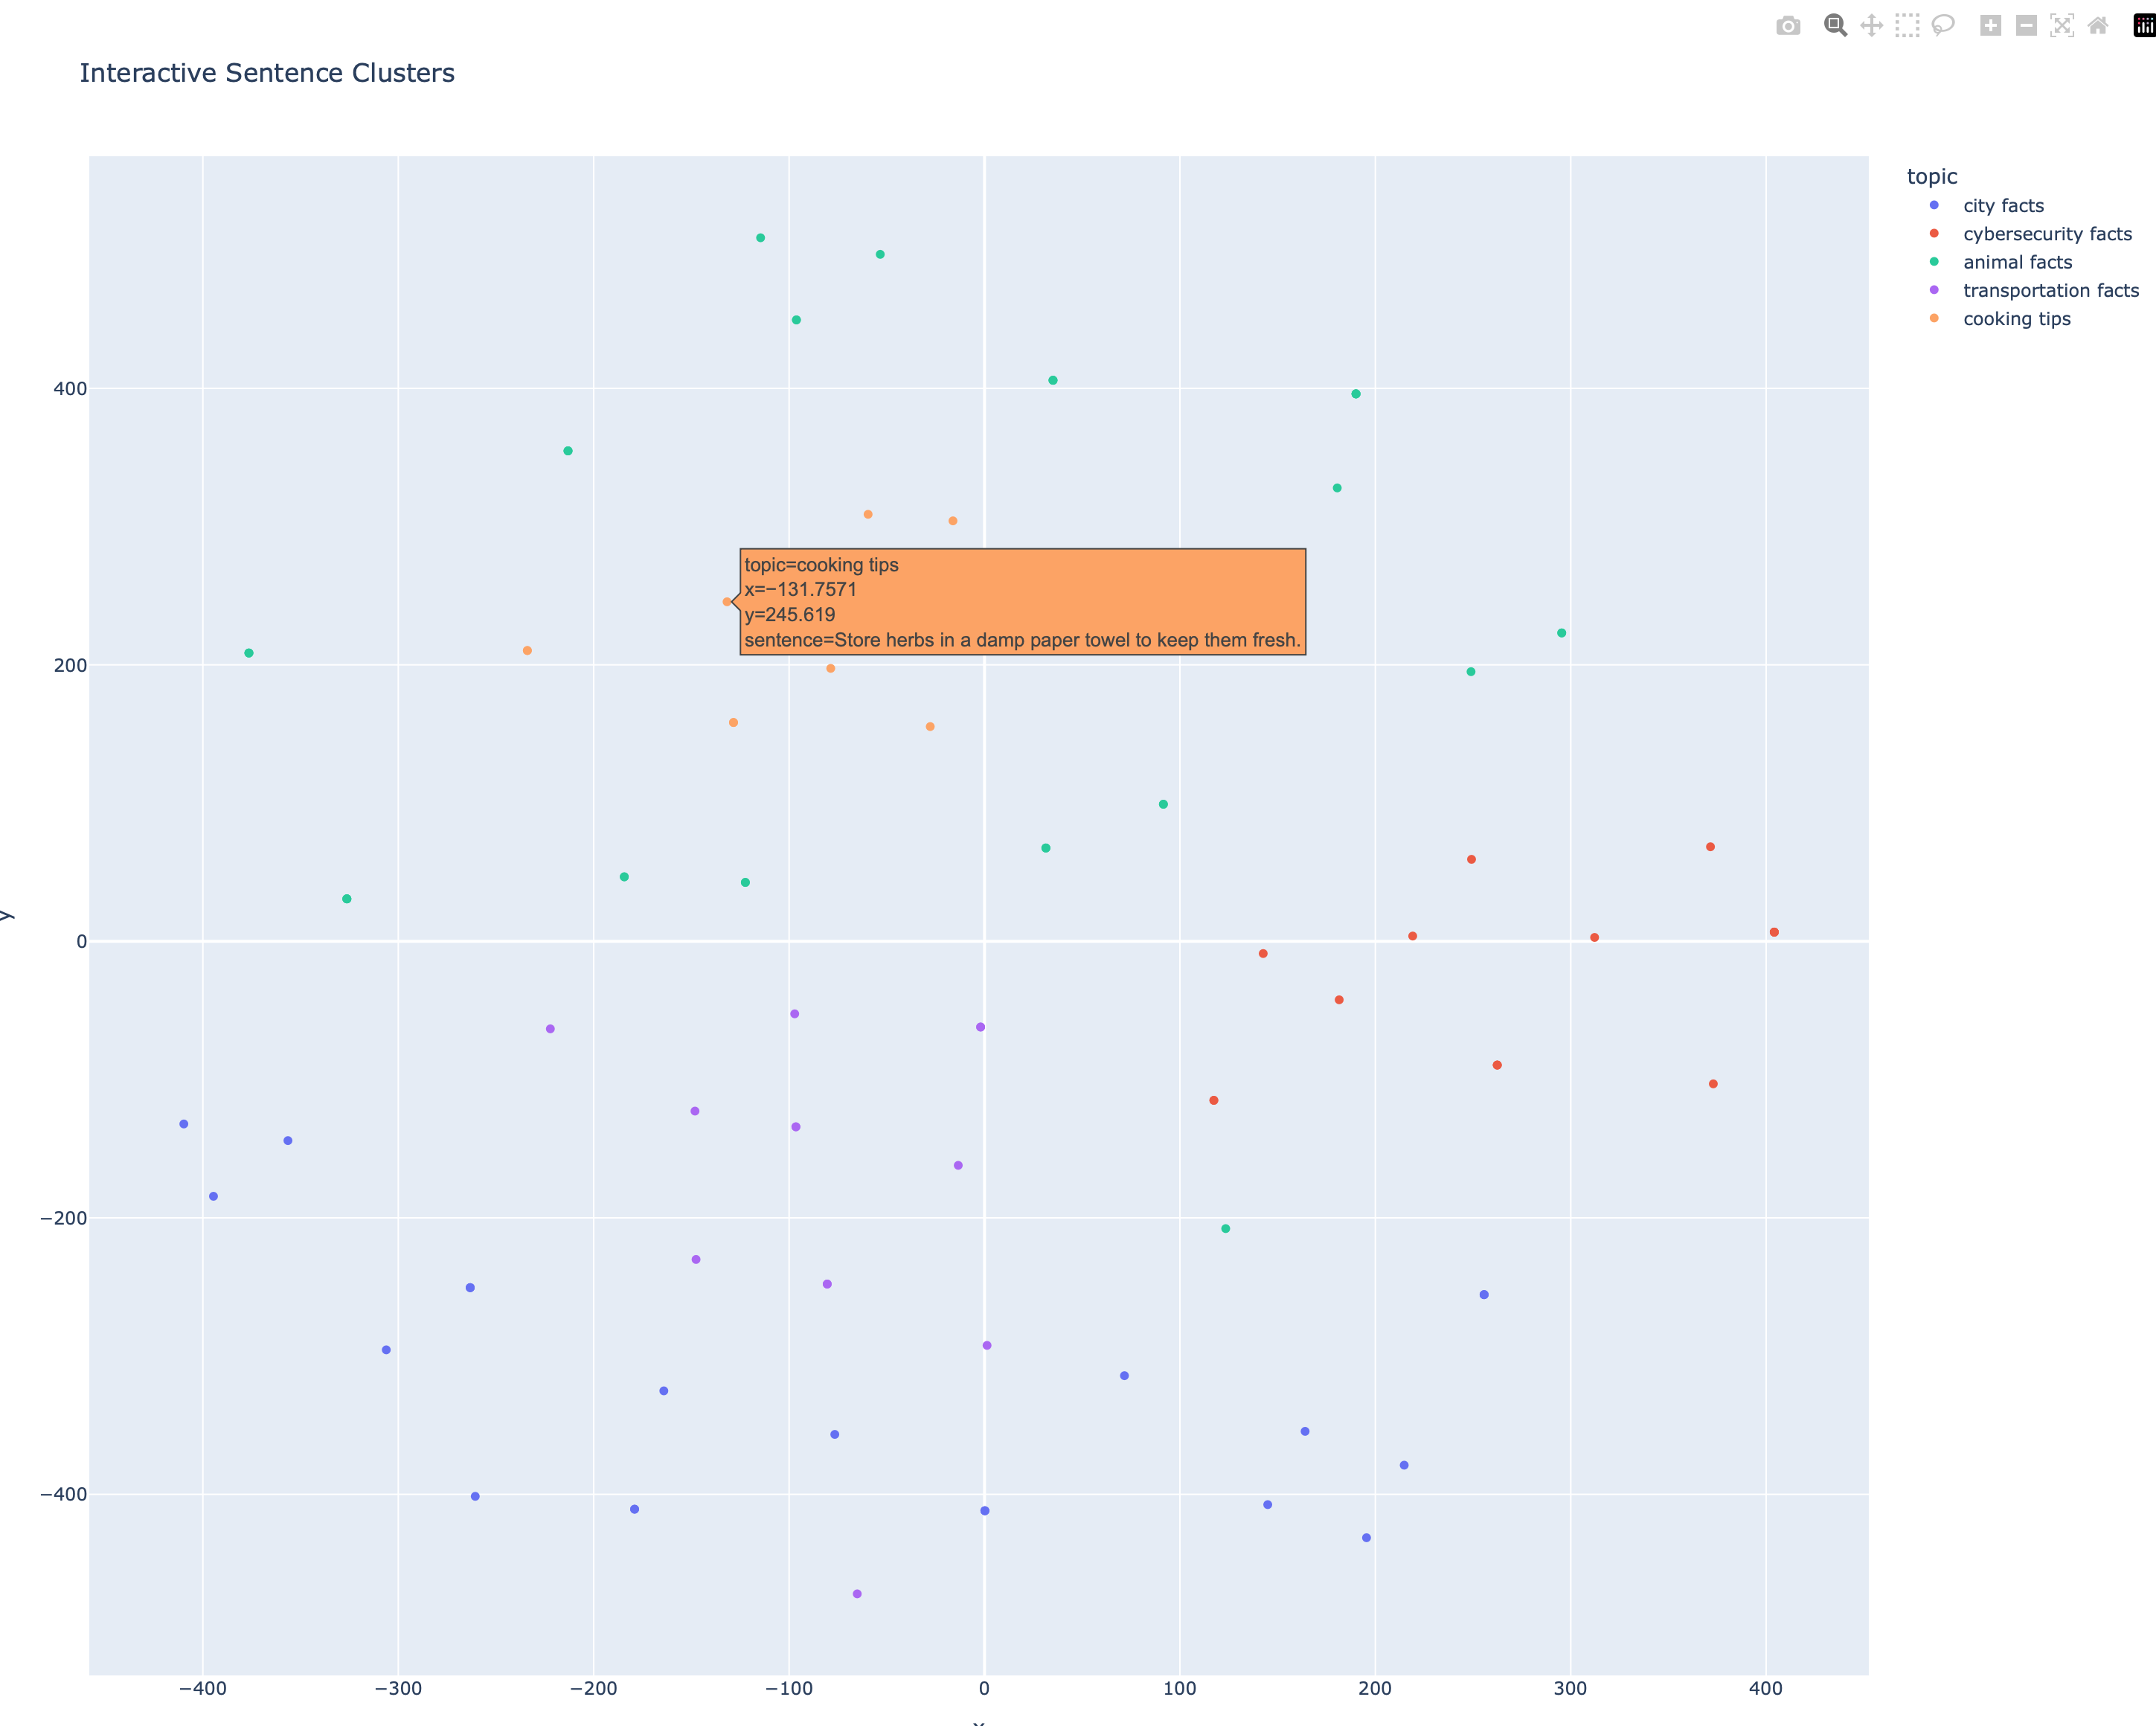 Interactive Sentence Clusters
topic
city facts
cybersecurity facts
animal facts
transportation facts
cooking tips
400
200
0
−200
−400
y
topic=cooking tips
x=−131.7571
y=245.619
sentence=Store herbs in a damp paper towel to keep them fresh.
−400 −300 −200 −100 0 100 200 300 400
x